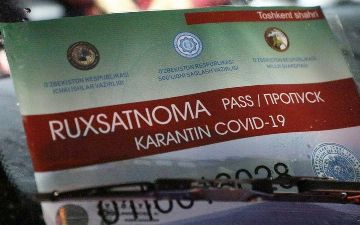 Toshkent shahri
O'ZBEKISTON RESPUBLIKASI
ICHKI ISHLAR VAZIRLIGI
O'ZBEKISTON RESPUBLIKASI
SOG'LIQNI SAQLASH VAZIRLIGI
O'ZBEKISTON RESPUBLIKASI
MILLIY GVARDIYASI
RUXSATNOMA PASS / ПРОПУСК
KARANTIN COVID-19